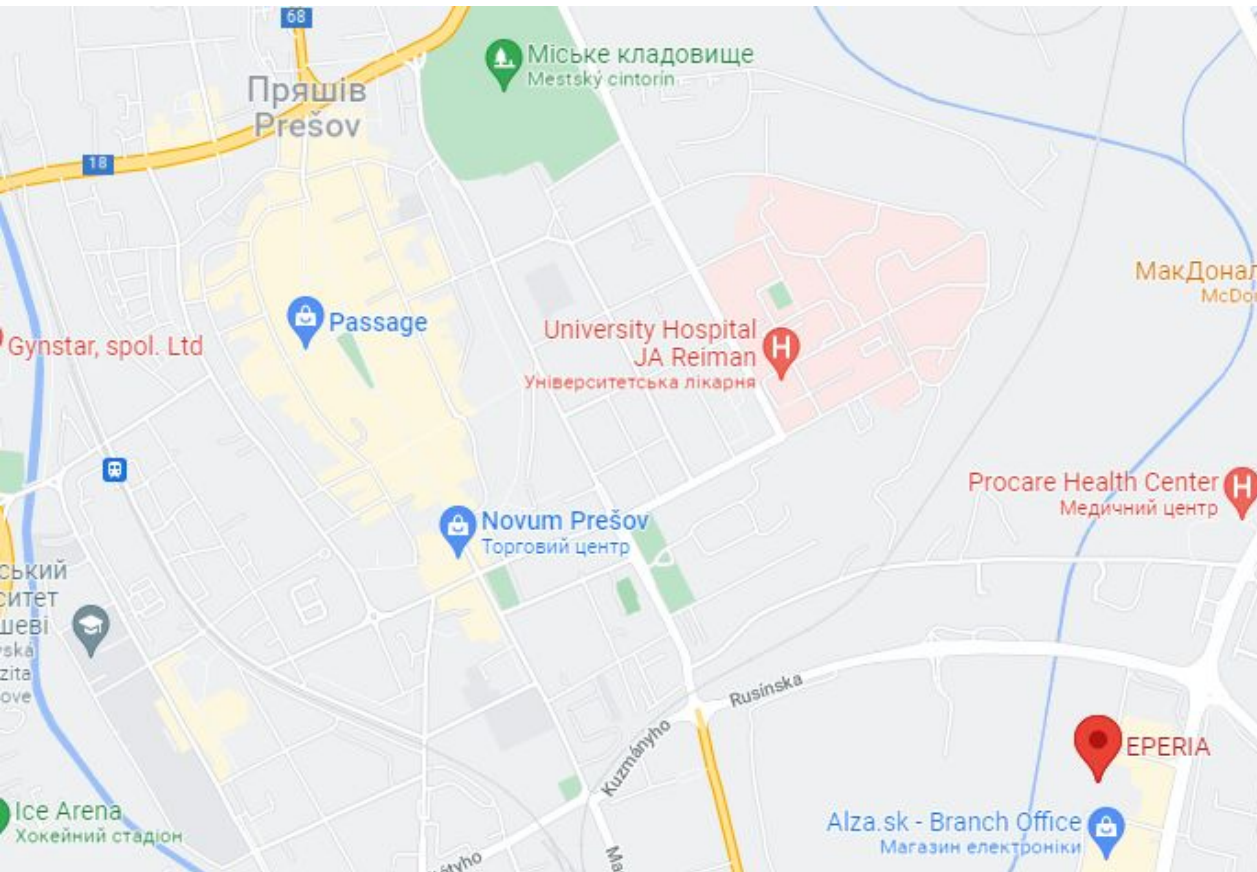 68
Міське кладовище
Mestský cintorín
Пряшів
Prešov
18
МакДонал
McDo
Passage
University Hospital
JA Reiman
Університетська лікарня
Gynstar, spol. Ltd
Procare Health Center
Медичний центр
Novum Prešov
Торговий центр
ський
ситет
шеві
vská
zita
ove
Rusínska
Kuzmányho
EPERIA
Ice Arena
Хокейний стадіон
Alza.sk - Branch Office
Магазин електроніки
Ma